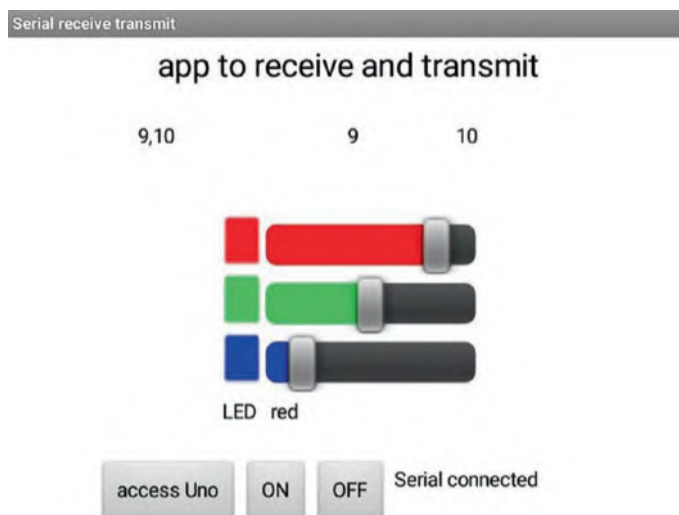 Serial receive transmit
app to receive and transmit
9,10 9 10
LED red
access Uno ON OFF Serial connected